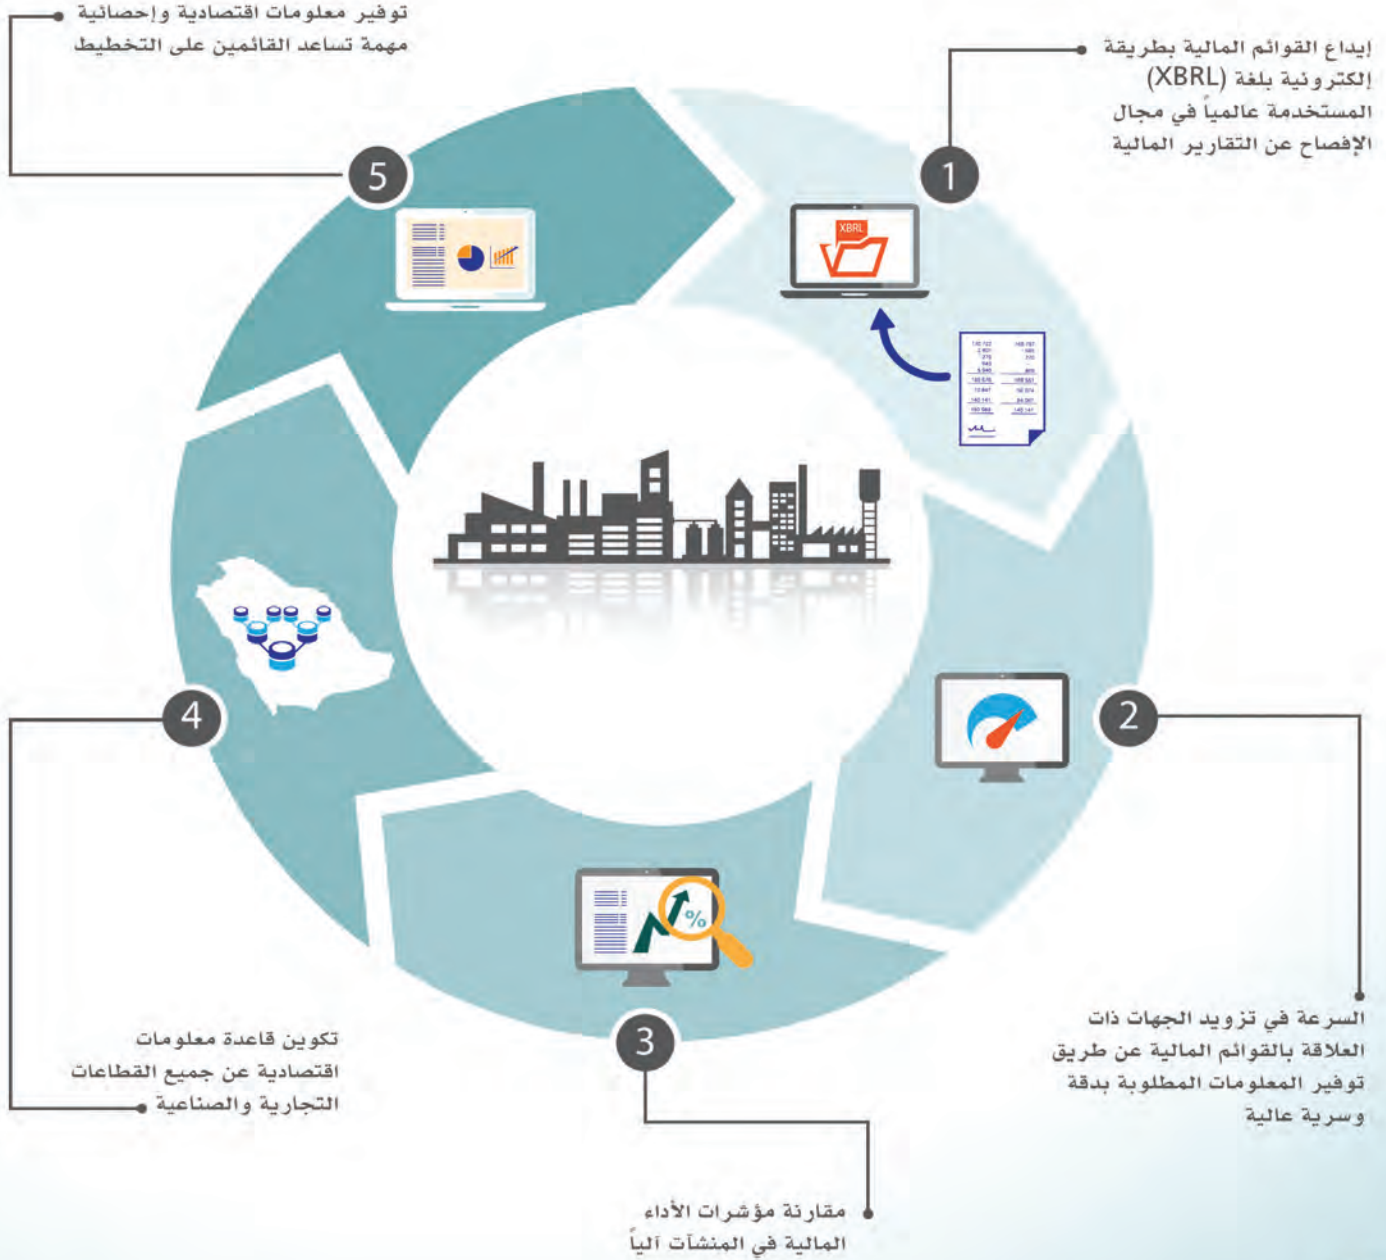 1
إيداع القوائم المالية بطريقة
إلكترونية بلغة (XBRL)
المستخدمة عالمياً في مجال
الإفصاح عن التقارير المالية
XBRL
2
السرعة في تزويد الجهات ذات
العلاقة بالقوائم المالية عن طريق
توفير المعلومات المطلوبة بدقة
وسرية عالية
3
%
مقارنة مؤشرات الأداء
المالية في المنشآت آلياً
4
تكوين قاعدة معلومات
اقتصادية عن جميع القطاعات
التجارية والصناعية
5
توفير معلومات اقتصادية وإحصائية
مهمة تساعد القائمين على التخطيط